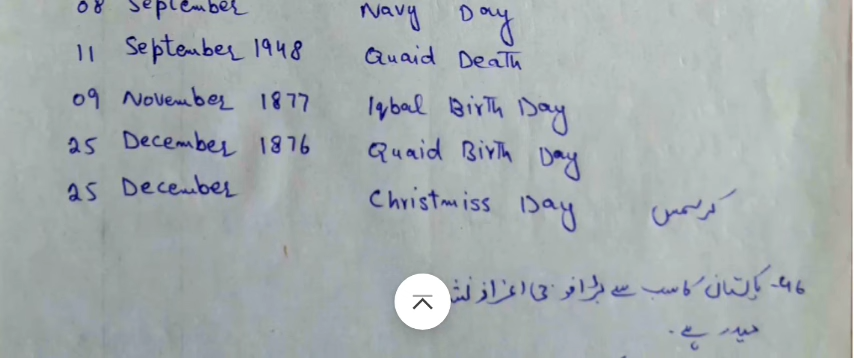 08 September Navy Day
11 September 1948 Quaid Death
09 November 1877 Iqbal Birth Day
25 December 1876 Quaid Birth Day
25 December Christmiss Day کرسمس
46۔ پاکستان کا سب سے بڑا فوجی اعزاز نشا
حیدر ہے۔